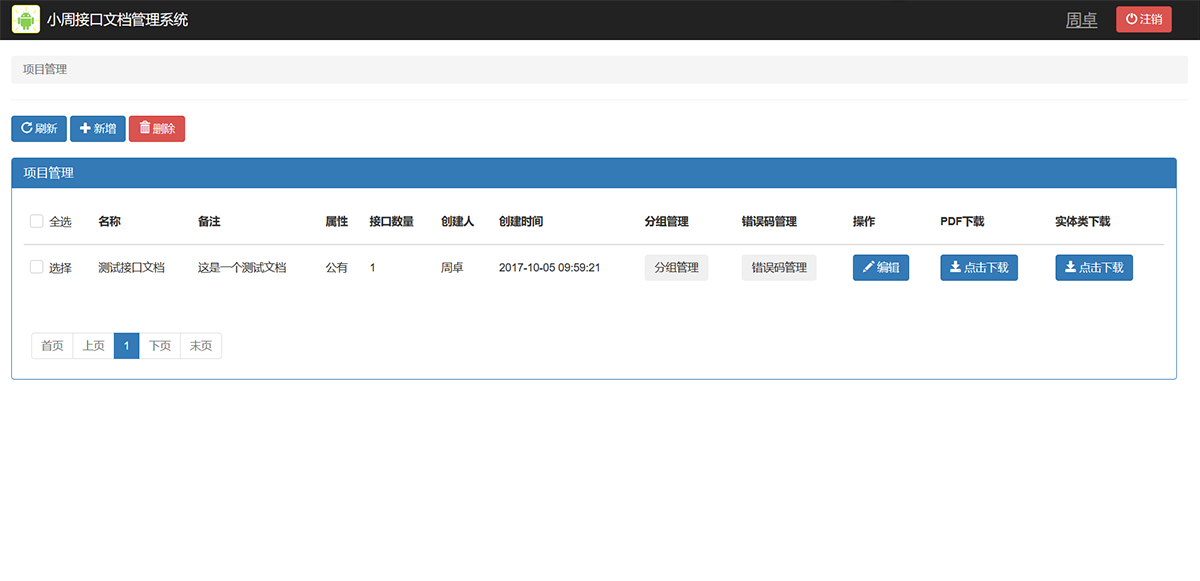 小周接口文档管理系统 周卓 注销
项目管理
刷新 新增 删除
项目管理
全选 名称 备注 属性 接口数量 创建人 创建时间 分组管理 错误码管理 操作 PDF下载 实体类下载
选择 测试接口文档 这是一个测试文档 公有 1 周卓 2017-10-05 09:59:21 分组管理 错误码管理 编辑 点击下载 点击下载
首页 上页 1 下页 末页